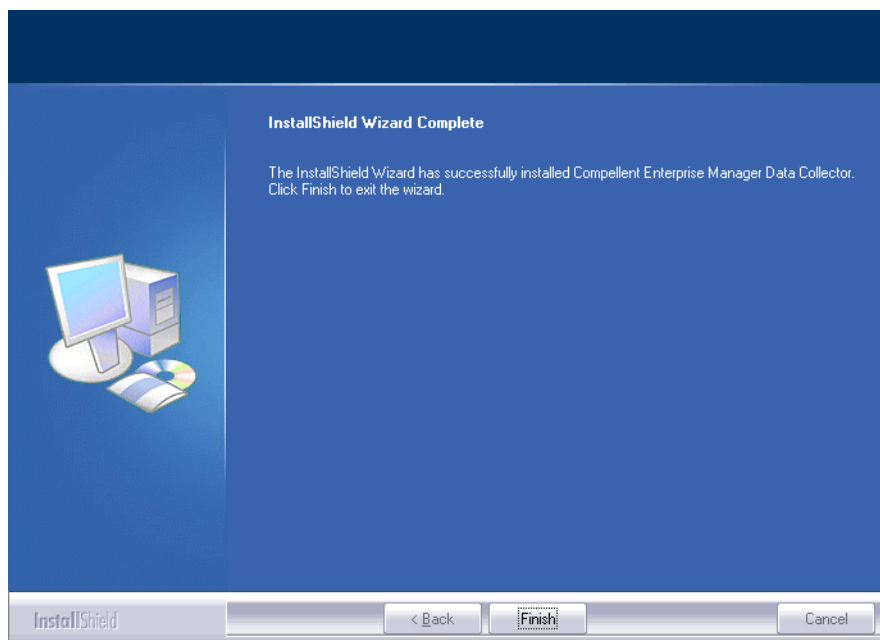 InstallShield Wizard Complete
The InstallShield Wizard has successfully installed Compellent Enterprise Manager Data Collector.
Click Finish to exit the wizard.
InstallShield
< Back
Finish
Cancel